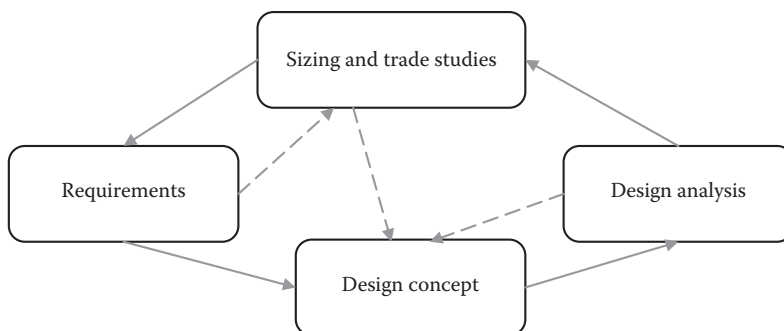 Sizing and trade studies
Requirements
Design analysis
Design concept